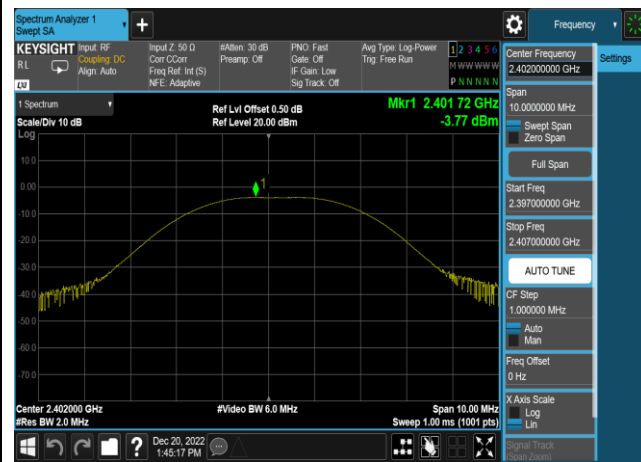 Spectrum Analyzer 1
Swept SA
+
Frequency
KEYSIGHT
RL
LXI
Input: RF
Coupling: DC
Align: Auto
Input Z: 50 Ω
Corr CCorr
Freq Ref: Int (S)
NFE: Adaptive
#Atten: 30 dB
Preamp: Off
PNO: Fast
Gate: Off
IF Gain: Low
Sig Track: Off
Avg Type: Log-Power
Trig: Free Run
1 2 3 4 5 6
M W W W W W
P N N N N N
Center Frequency
2.402000000 GHz
Settings
Span
10.0000000 MHz
Swept Span
Zero Span
Full Span
Start Freq
2.397000000 GHz
Stop Freq
2.407000000 GHz
AUTO TUNE
CF Step
1.000000 MHz
Auto
Man
Freq Offset
0 Hz
X Axis Scale
Log
Lin
Signal Track
(Span Zoom)
1 Spectrum
Scale/Div 10 dB
Log
Ref Lvl Offset 0.50 dB
Ref Level 20.00 dBm
Mkr1 2.401 72 GHz
-3.77 dBm
1
10.0
0.00
-10.0
-20.0
-30.0
-40.0
-50.0
-60.0
-70.0
Center 2.402000 GHz
#Res BW 2.0 MHz
#Video BW 6.0 MHz
Span 10.00 MHz
Sweep 1.00 ms (1001 pts)
?
Dec 20, 2022
1:45:17 PM